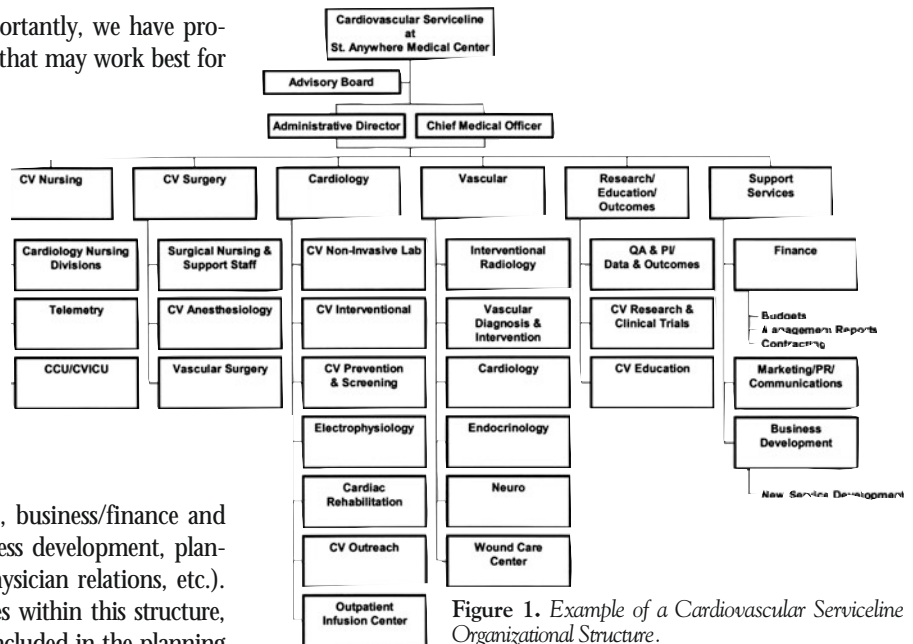 portantly, we have pro-
that may work best for
, business/finance and
ess development, plan-
ysician relations, etc.).
es within this structure,
cluded in the planning
Cardiovascular Serviceline
at
St. Anywhere Medical Center
Advisory Board
Administrative Director
Chief Medical Officer
CV Nursing
Cardiology Nursing
Divisions
Telemetry
CCU/CVICU
CV Surgery
Surgical Nursing &
Support Staff
CV Anesthesiology
Vascular Surgery
Cardiology
CV Non-Invasive Lab
CV Interventional
CV Prevention
& Screening
Electrophysiology
Cardiac
Rehabilitation
CV Outreach
Outpatient
Infusion Center
Vascular
Interventional
Radiology
Vascular
Diagnosis &
Intervention
Cardiology
Endocrinology
Neuro
Wound Care
Center
Research/
Education/
Outcomes
QA & PI/
Data & Outcomes
CV Research &
Clinical Trials
CV Education
Support
Services
Finance
Budgets
Management Reports
Contracting
Marketing/PR/
Communications
Business
Development
New Service Development
Figure 1. Example of a Cardiovascular Serviceline
Organizational Structure.